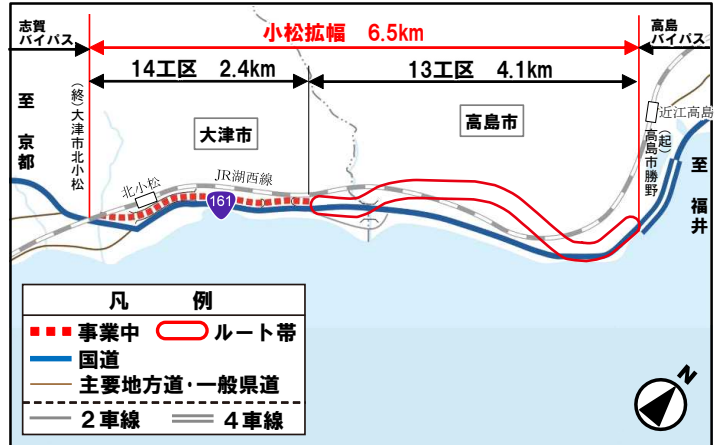 志賀
バイパス
小松拡幅 6.5km
高島
バイパス
14工区 2.4km
13工区 4.1km
至 京都
(終)大津市北小松
大津市
高島市
近江高島
(起)高島市勝野
至 福井
北小松
JR湖西線
161
凡 例
事業中 ルート帯
国道
主要地方道・一般県道
2車線 4車線
N